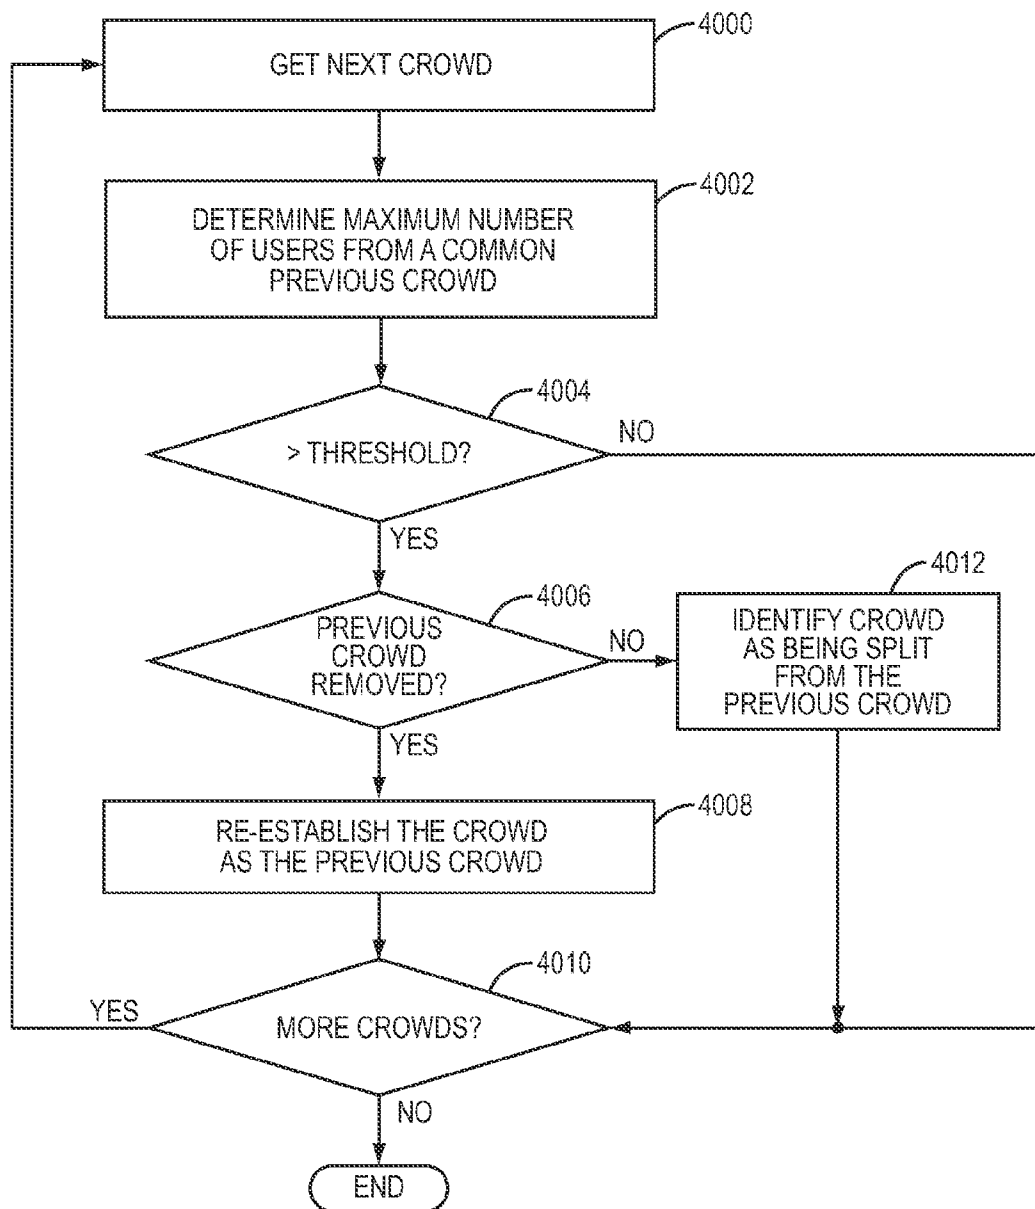 4000
GET NEXT CROWD
4002
DETERMINE MAXIMUM NUMBER
OF USERS FROM A COMMON
PREVIOUS CROWD
4004
> THRESHOLD?
NO
YES
4006
PREVIOUS
CROWD
REMOVED?
NO
4012
IDENTIFY CROWD
AS BEING SPLIT
FROM THE
PREVIOUS CROWD
YES
4008
RE-ESTABLISH THE CROWD
AS THE PREVIOUS CROWD
4010
YES
MORE CROWDS?
NO
END